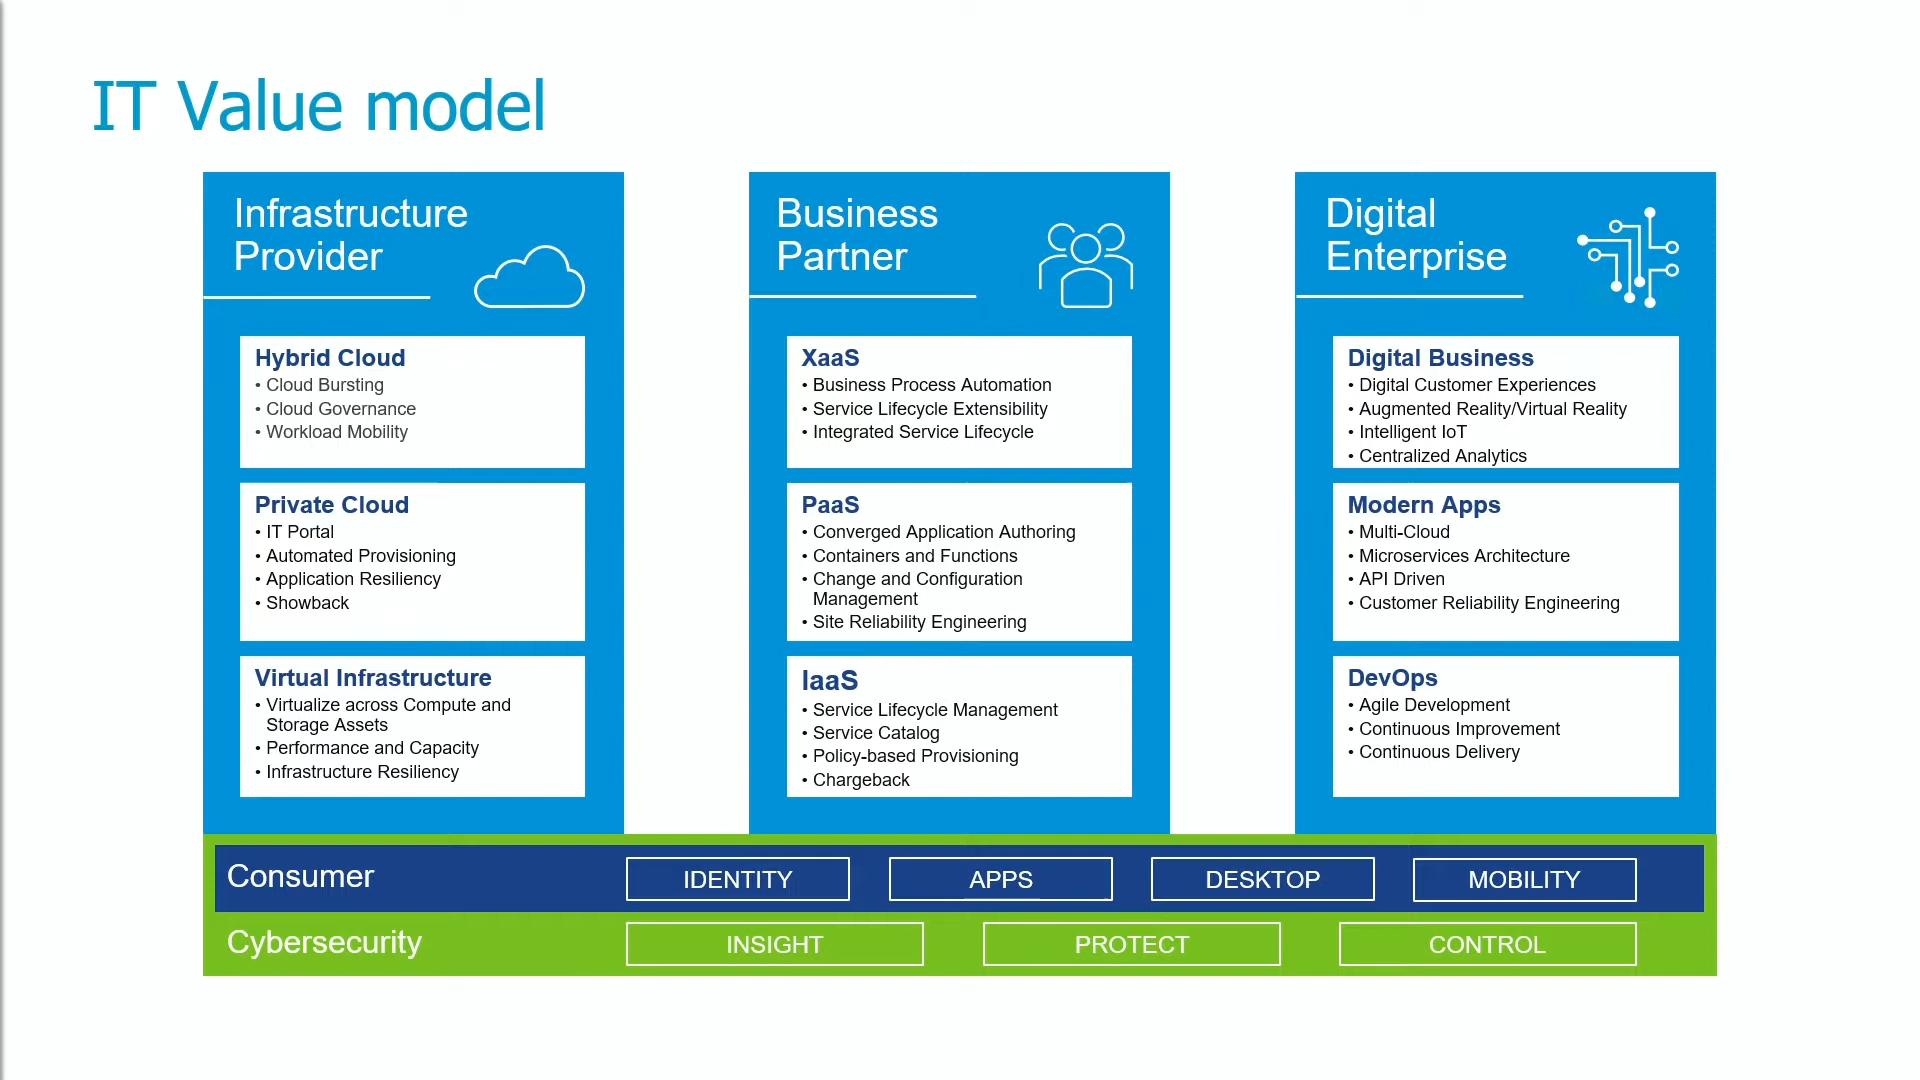 IT Value model
Infrastructure
Provider
Hybrid Cloud
• Cloud Bursting
• Cloud Governance
• Workload Mobility
Private Cloud
• IT Portal
• Automated Provisioning
• Application Resiliency
• Showback
Virtual Infrastructure
• Virtualize across Compute and
Storage Assets
• Performance and Capacity
• Infrastructure Resiliency
Business
Partner
XaaS
• Business Process Automation
• Service Lifecycle Extensibility
• Integrated Service Lifecycle
PaaS
• Converged Application Authoring
• Containers and Functions
• Change and Configuration
Management
• Site Reliability Engineering
IaaS
• Service Lifecycle Management
• Service Catalog
• Policy-based Provisioning
• Chargeback
Digital
Enterprise
Digital Business
• Digital Customer Experiences
• Augmented Reality/Virtual Reality
• Intelligent IoT
• Centralized Analytics
Modern Apps
• Multi-Cloud
• Microservices Architecture
• API Driven
• Customer Reliability Engineering
DevOps
• Agile Development
• Continuous Improvement
• Continuous Delivery
Consumer IDENTITY APPS DESKTOP MOBILITY
Cybersecurity INSIGHT PROTECT CONTROL